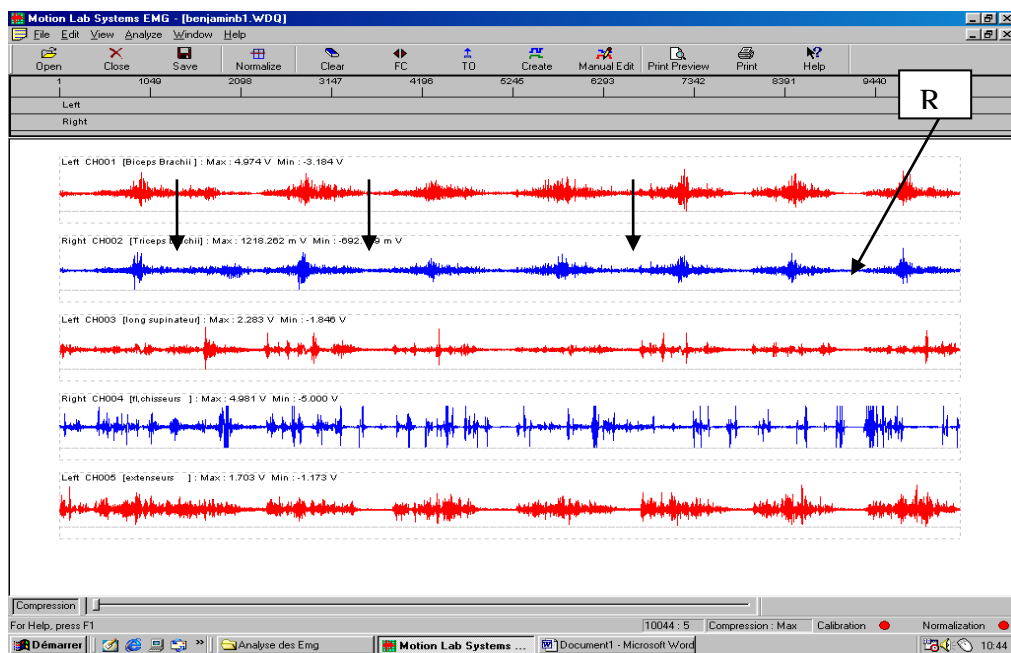 Motion Lab Systems EMG - [benjaminb1.WDQ]
File Edit View Analyze Window Help
Open Close Save Normalize Clear FC TO Create Manual Edit Print Preview Print Help
1 1049 2098 3147 4196 5245 6293 7342 8391 9440
R
Left
Right
Left CH001 [Biceps Brachii ] : Max : 4.974 V Min : -3.184 V
Right CH002 [Triceps Brachii] : Max : 1218.262 m V Min : m V
Left CH003 [long supinateur] : Max : 2.283 V Min : -1.846 V
Right CH004 [fl,chisseurs ] : Max : 4.981 V Min : -5.000 V
Left CH005 [extenseurs ] : Max : 1.703 V Min : -1.173 V
Compression
For Help, press F1 10044 : 5 Compression : Max Calibration Normalization
Démarrer » Analyse des Emg Motion Lab Systems ... Document1 - Microsoft Word 10:44